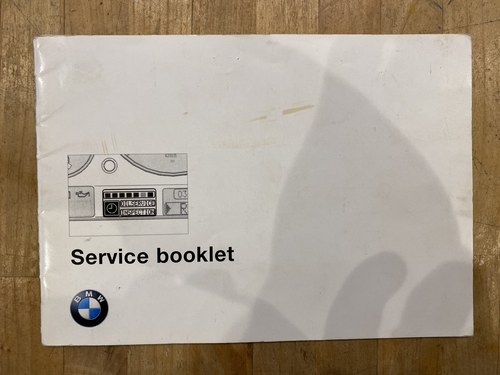 OILSERVICE
INSPECTION
R
Service booklet
BMW